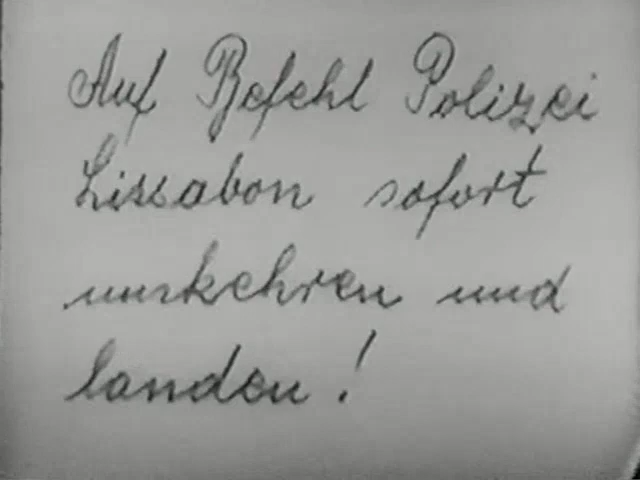 Auf Befehl Polizei
Lissabon sofort
umkehren und
landen!